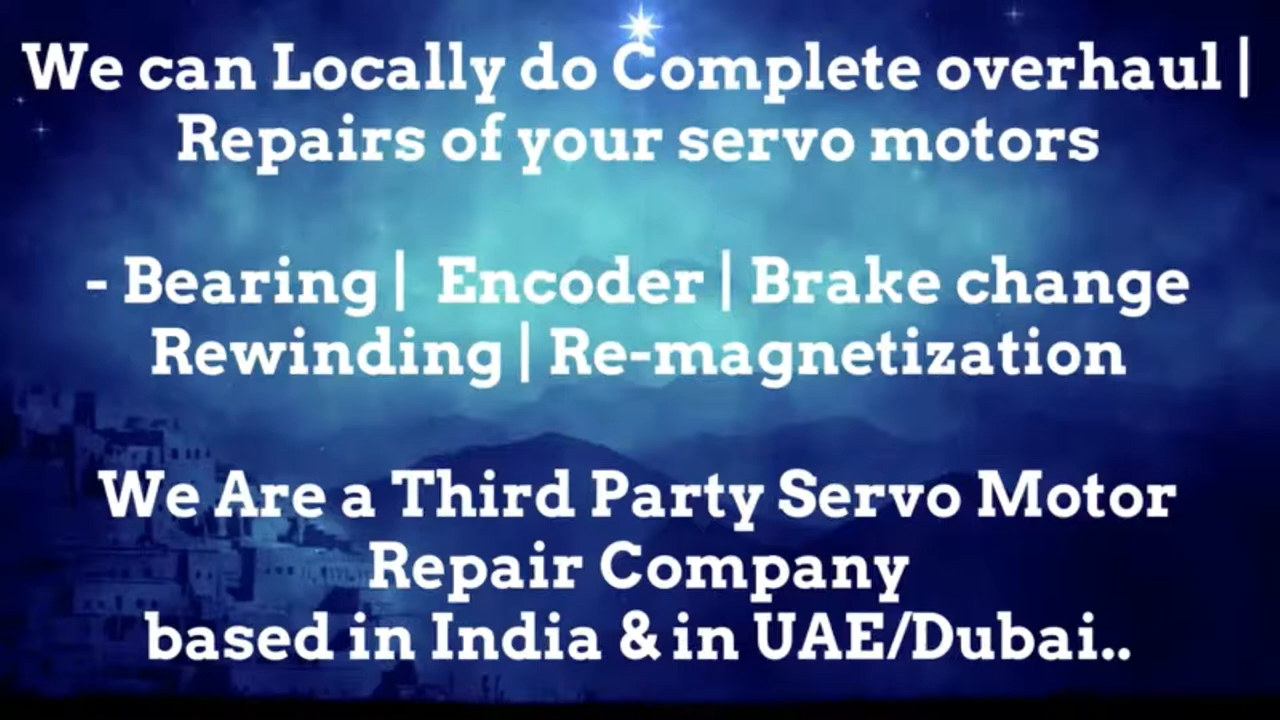 We can Locally do Complete overhaul |
Repairs of your servo motors
- Bearing | Encoder | Brake change
Rewinding | Re-magnetization
We Are a Third Party Servo Motor
Repair Company
based in India & in UAE/Dubai..